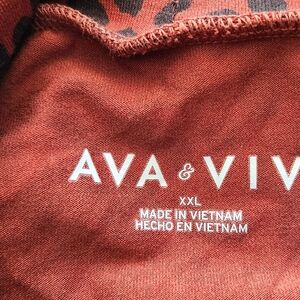 AVA & VIV
XXL
MADE IN VIETNAM
HECHO EN VIETNAM